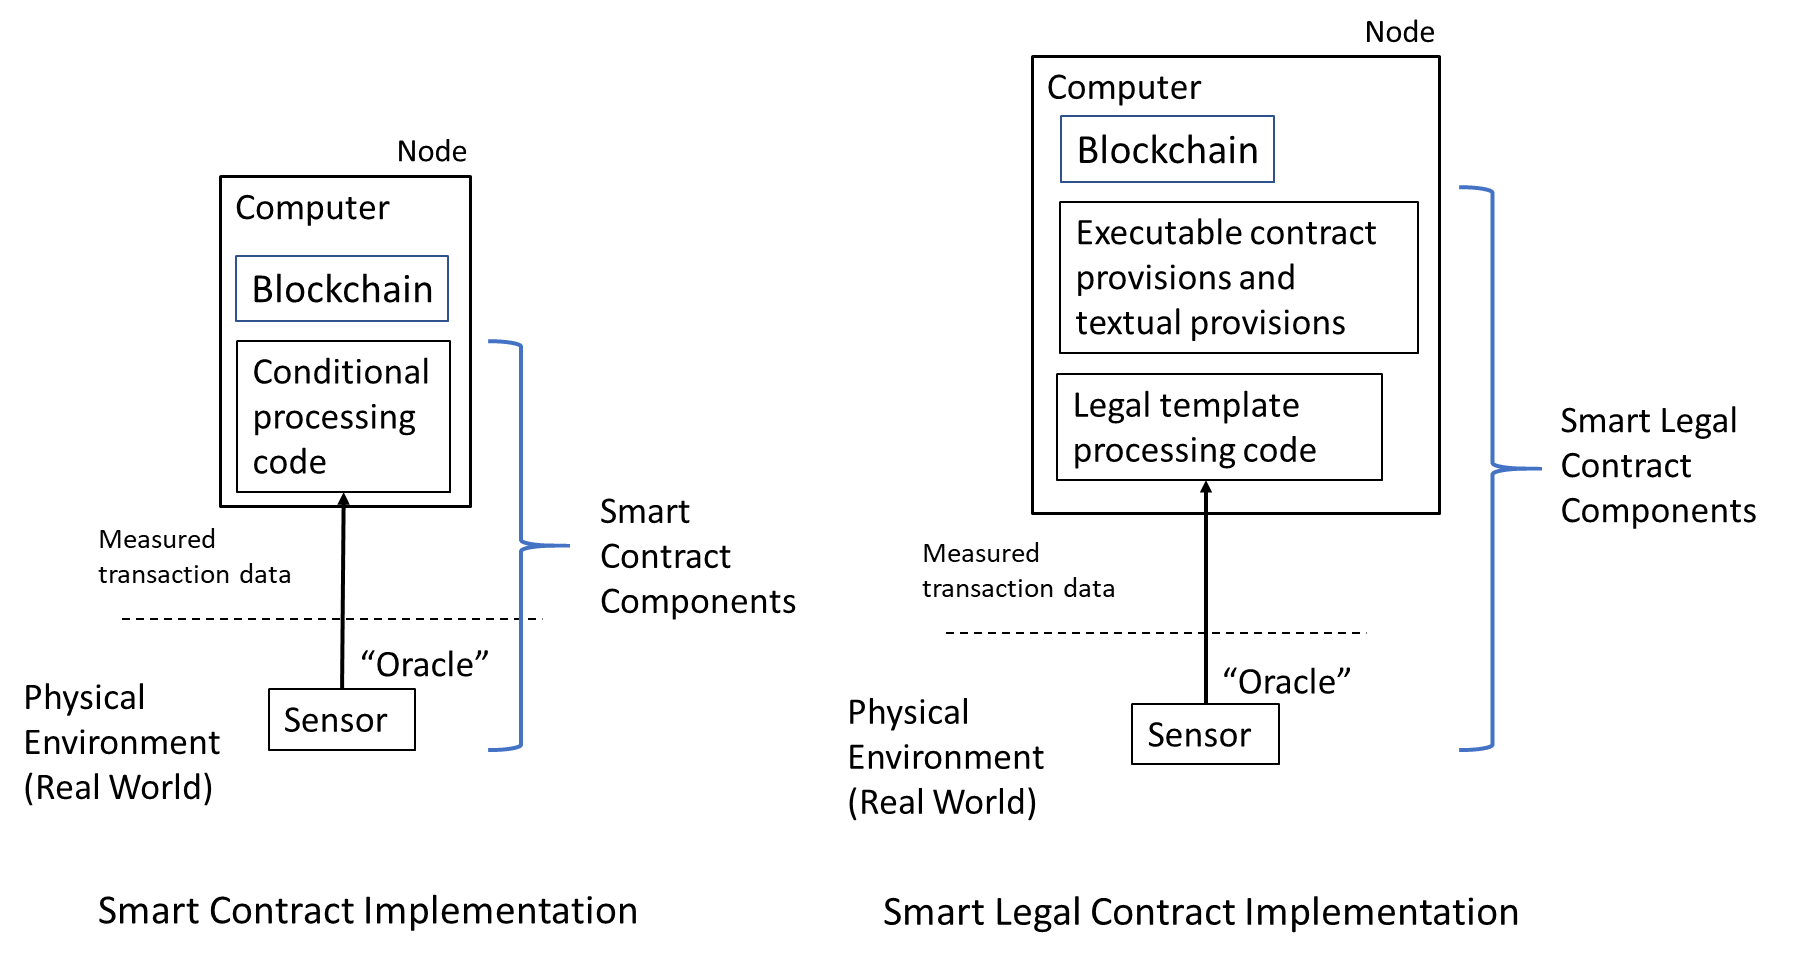 Node
Computer
Blockchain
Conditional
processing
code
Measured
transaction data
Smart
Contract
Components
“Oracle”
Sensor
Physical
Environment
(Real World)
Smart Contract Implementation
Node
Computer
Blockchain
Executable contract
provisions and
textual provisions
Legal template
processing code
Measured
transaction data
Smart Legal
Contract
Components
“Oracle”
Sensor
Physical
Environment
(Real World)
Smart Legal Contract Implementation